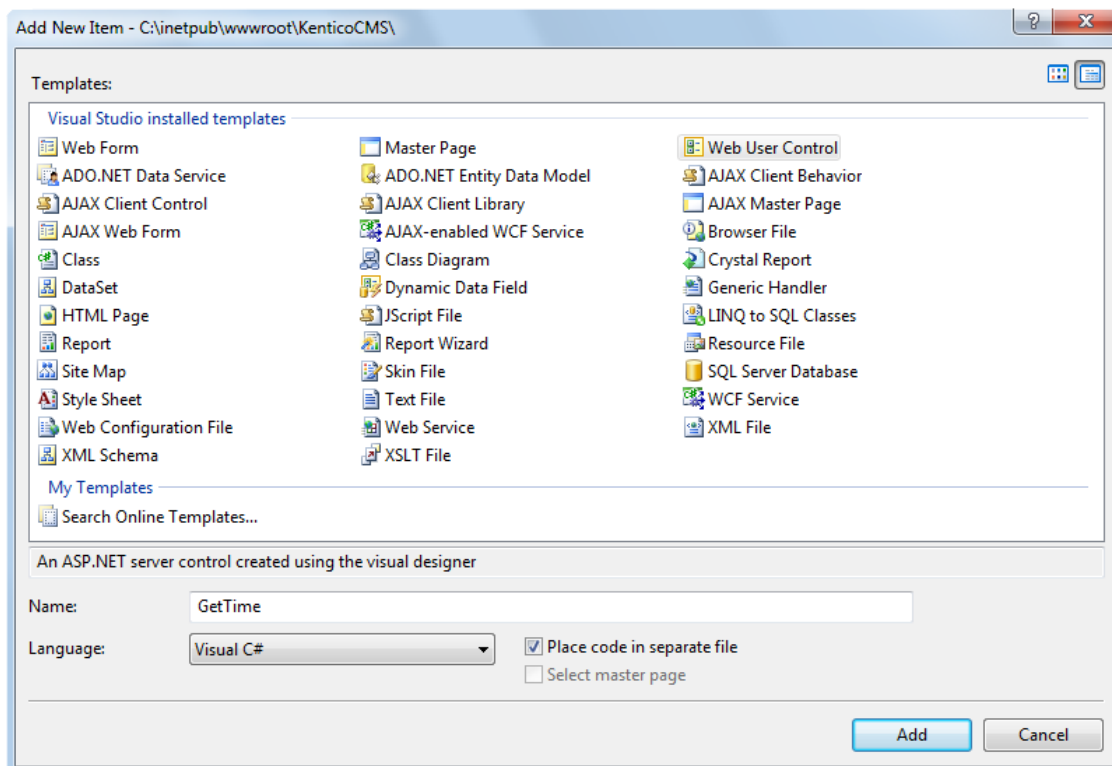 Add New Item - C:\inetpub\wwwroot\KenticoCMS\
Templates:
Visual Studio installed templates
Web Form Master Page Web User Control
ADO.NET Data Service ADO.NET Entity Data Model AJAX Client Behavior
AJAX Client Control AJAX Client Library AJAX Master Page
AJAX Web Form AJAX-enabled WCF Service Browser File
Class Class Diagram Crystal Report
DataSet Dynamic Data Field Generic Handler
HTML Page JScript File LINQ to SQL Classes
Report Report Wizard Resource File
Site Map Skin File SQL Server Database
Style Sheet Text File WCF Service
Web Configuration File Web Service XML File
XML Schema XSLT File
My Templates
Search Online Templates...
An ASP.NET server control created using the visual designer
Name: GetTime
Language: Visual C# Place code in separate file
Select master page
Add Cancel